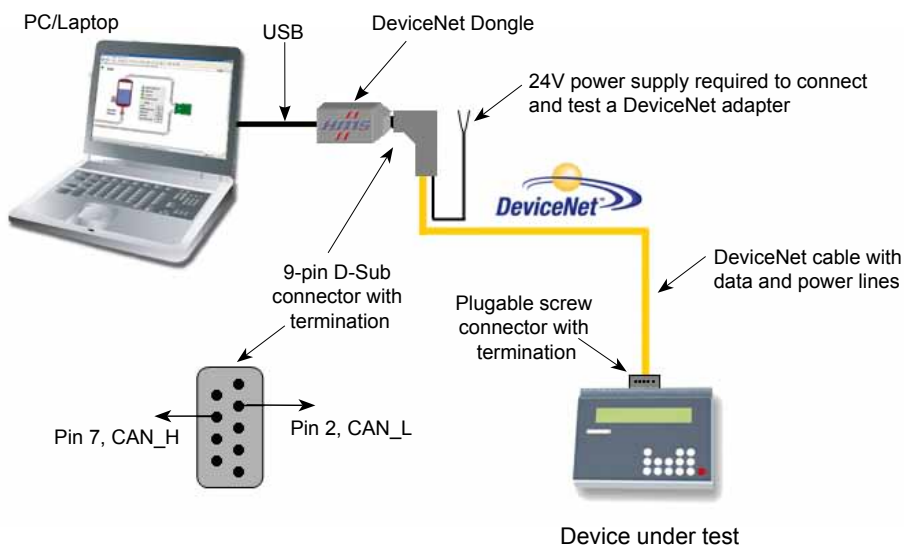 PC/Laptop
USB
DeviceNet Dongle
24V power supply required to connect
and test a DeviceNet adapter
HMS
DeviceNet
DeviceNet cable with
data and power lines
9-pin D-Sub
connector with
termination
Plugable screw
connector with
termination
Pin 7, CAN_H
Pin 2, CAN_L
Device under test